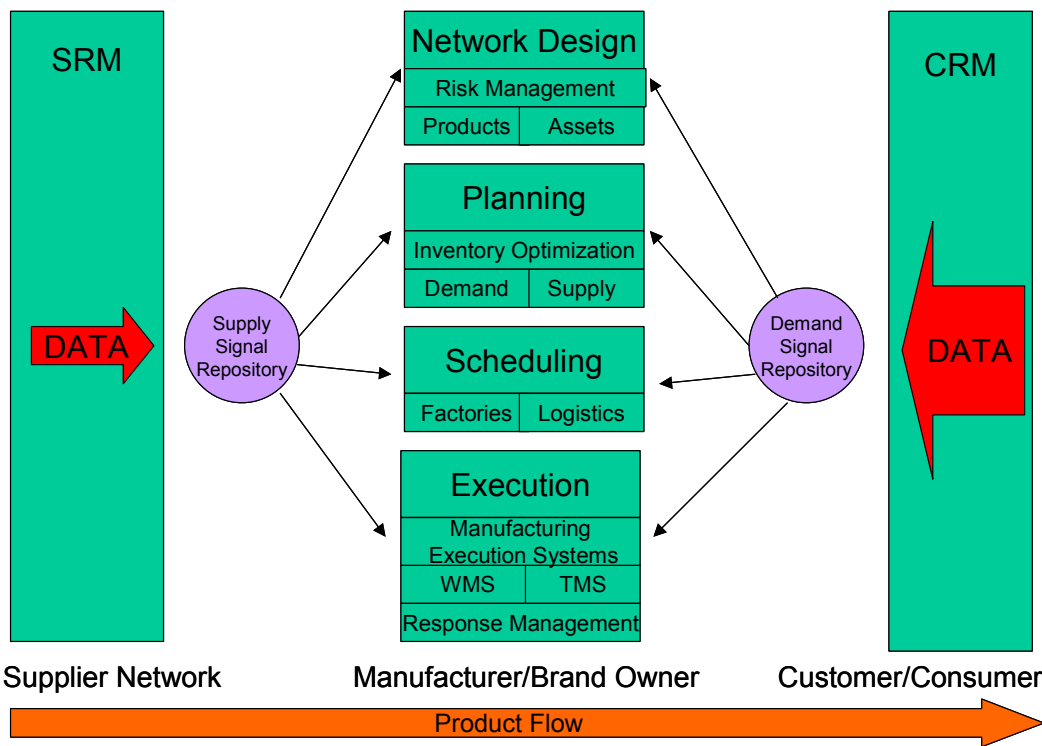 SRM
DATA
Supply
Signal
Repository
Network Design
Risk Management
Products
Assets
Planning
Inventory Optimization
Demand
Supply
Scheduling
Factories
Logistics
Execution
Manufacturing
Execution Systems
WMS
TMS
Response Management
Demand
Signal
Repository
CRM
DATA
Supplier Network
Manufacturer/Brand Owner
Customer/Consumer
Product Flow